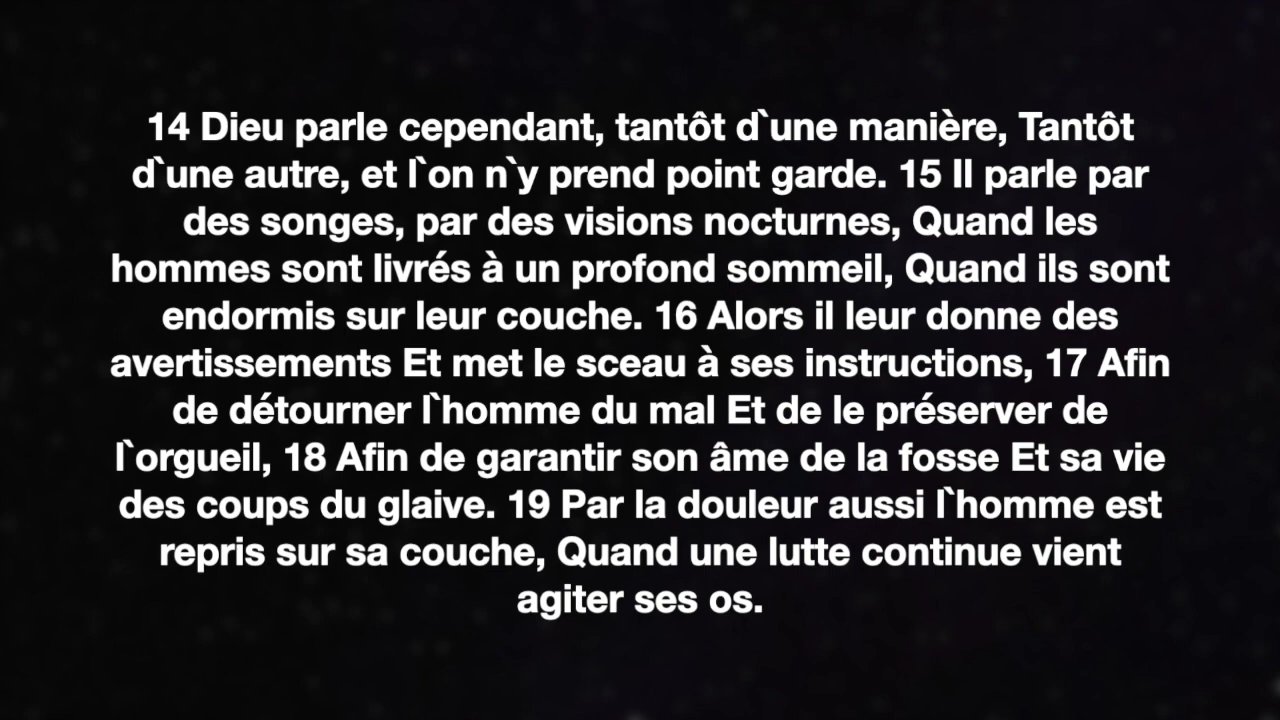 14 Dieu parle cependant, tantôt d`une manière, Tantôt
d`une autre, et l`on n`y prend point garde. 15 Il parle par
des songes, par des visions nocturnes, Quand les
hommes sont livrés à un profond sommeil, Quand ils sont
endormis sur leur couche. 16 Alors il leur donne des
avertissements Et met le sceau à ses instructions, 17 Afin
de détourner l`homme du mal Et de le préserver de
l`orgueil, 18 Afin de garantir son âme de la fosse Et sa vie
des coups du glaive. 19 Par la douleur aussi l`homme est
repris sur sa couche, Quand une lutte continue vient
agiter ses os.